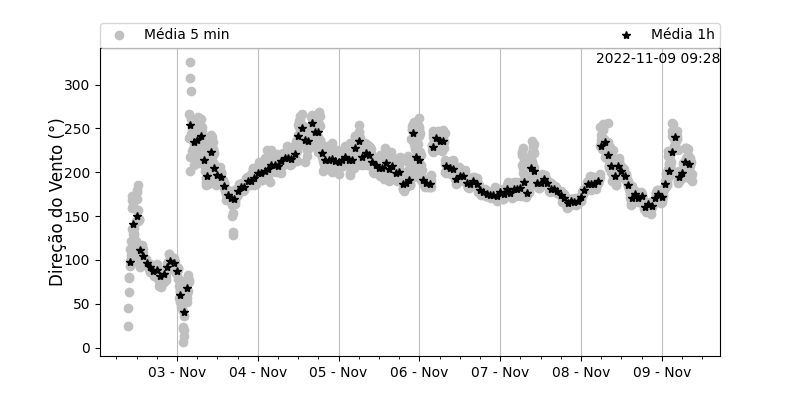 Média 5 min
Média 1h
2022-11-09 09:28
Direção do Vento (°)
300
250
200
150
100
50
0
03 - Nov
04 - Nov
05 - Nov
06 - Nov
07 - Nov
08 - Nov
09 - Nov